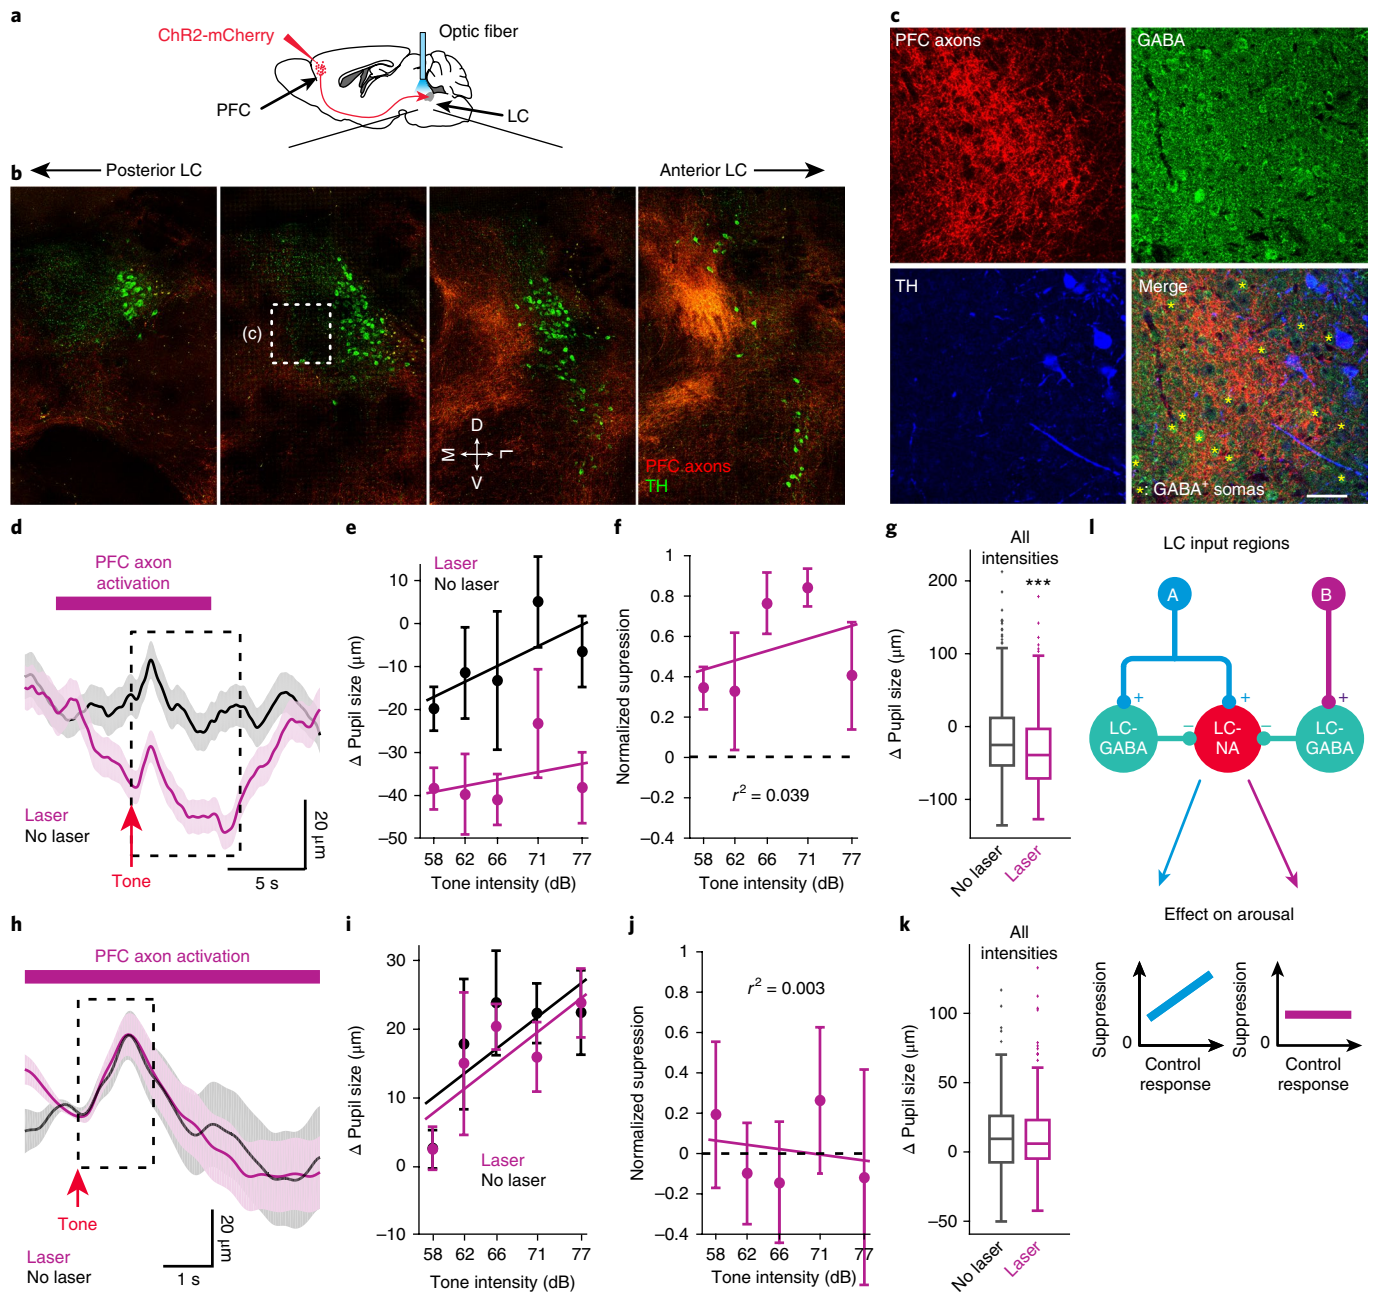 a
ChR2-mCherry
Optic fiber
PFC
LC
b
Posterior LC
Anterior LC
(c)
D
M
L
V
PFC axons
TH
c
PFC axons
GABA
TH
Merge
*: GABA+ somas
d
PFC axon
activation
Laser
No laser
Tone
20 µm
5 s
e
Laser
No laser
Δ Pupil size (µm)
10
0
–10
–20
–30
–40
–50
58 62 66 71 77
Tone intensity (dB)
f
Normalized supression
1
0.8
0.6
0.4
0.2
0
–0.2
–0.4
r² = 0.039
58 62 66 71 77
Tone intensity (dB)
g
All
intensities
***
Δ Pupil size (µm)
200
100
0
–100
No laser
Laser
l
LC input regions
A
B
+
+
+
LC-
GABA
–
LC-
NA
–
LC-
GABA
Effect on arousal
Suppression
0
Control
response
Suppression
0
Control
response
h
PFC axon activation
Tone
Laser
No laser
20 µm
1 s
i
Δ Pupil size (µm)
30
20
10
0
–10
Laser
No laser
58 62 66 71 77
Tone intensity (dB)
j
Normalized supression
1
0.8
0.6
0.4
0.2
0
–0.2
–0.4
r² = 0.003
58 62 66 71 77
Tone intensity (dB)
k
All
intensities
Δ Pupil size (µm)
100
50
0
–50
No laser
Laser